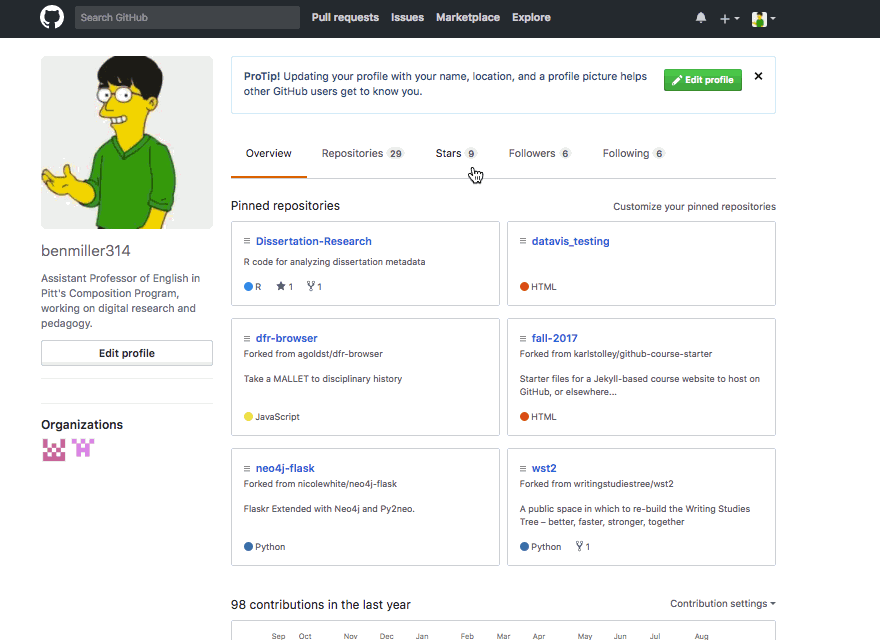 Search GitHub
Pull requests Issues Marketplace Explore
ProTip! Updating your profile with your name, location, and a profile picture helps
other GitHub users get to know you.
Edit profile
Overview Repositories 29 Stars 9 Followers 6 Following 6
benmiller314
Assistant Professor of English in
Pitt's Composition Program,
working on digital research and
pedagogy.
Edit profile
Organizations
Pinned repositories
Customize your pinned repositories
Dissertation-Research
R code for analyzing dissertation metadata
R 1 1
datavis_testing
HTML
dfr-browser
Forked from agoldst/dfr-browser
Take a MALLET to disciplinary history
JavaScript
fall-2017
Forked from karlstolley/github-course-starter
Starter files for a Jekyll-based course website to host on
GitHub, or elsewhere...
HTML
neo4j-flask
Forked from nicolewhite/neo4j-flask
Flaskr Extended with Neo4j and Py2neo.
Python
wst2
Forked from writingstudiestree/wst2
A public space in which to re-build the Writing Studies
Tree – better, faster, stronger, together
Python 1
98 contributions in the last year
Contribution settings
Sep Oct Nov Dec Jan Feb Mar Apr May Jun Jul Aug